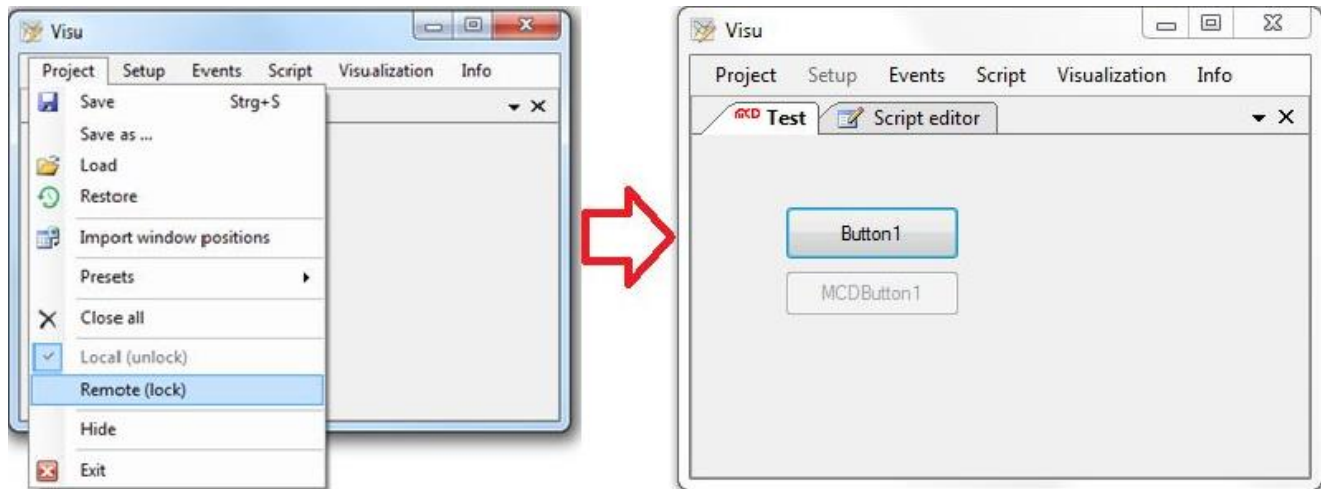 Visu
Project Setup Events Script Visualization Info
Save Strg+S
Save as ...
Load
Restore
Import window positions
Presets
Close all
Local (unlock)
Remote (lock)
Hide
Exit
Visu
Project Setup Events Script Visualization Info
MCD Test Script editor
Button1
MCDButton1